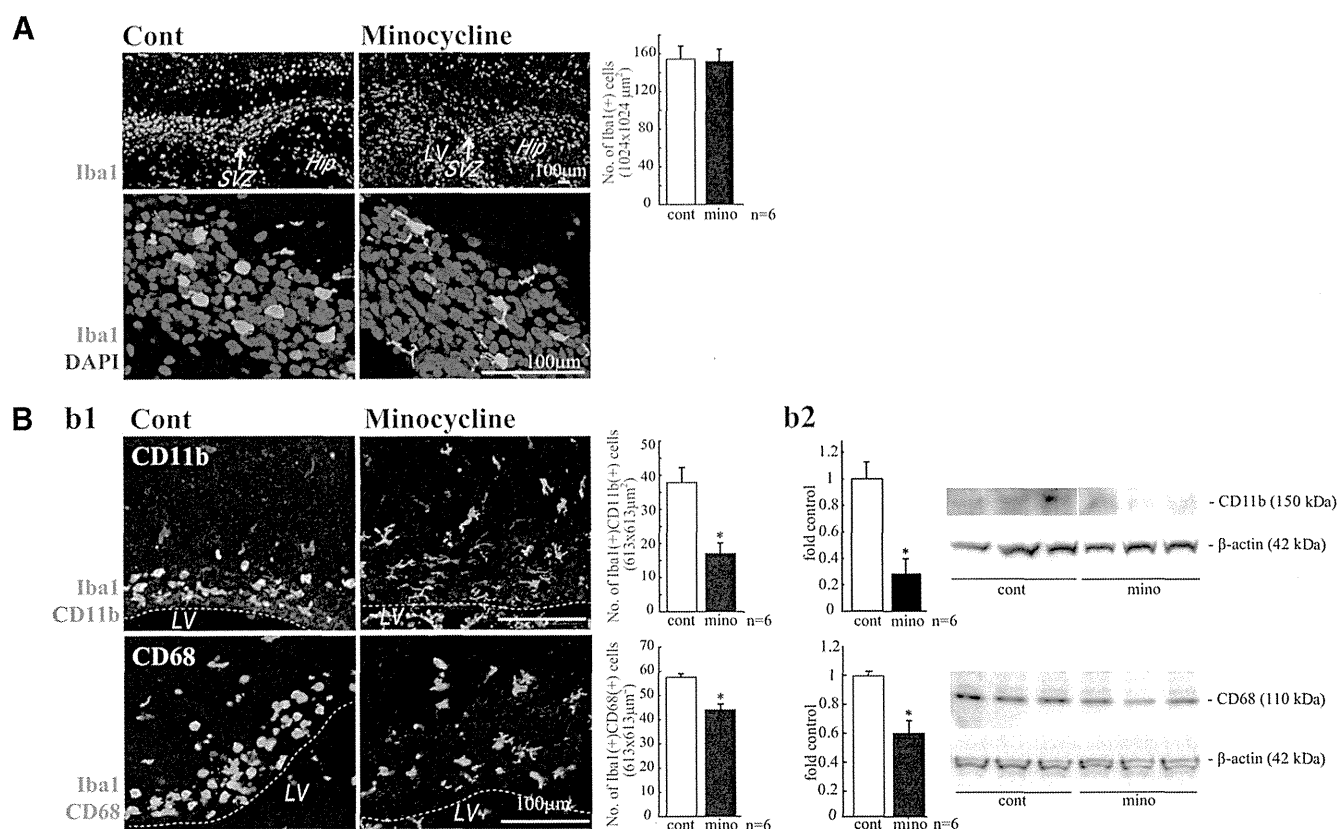 A
Cont
Minocycline
Iba1
SVZ
Hip
LV
SVZ
Hip
100μm
No. of Iba1(+) cells
(1024x1024 μm²)
160
120
80
40
0
cont mino n=6
Iba1
DAPI
100μm
B b1
Cont
Minocycline
b2
CD11b
Iba1
CD11b
LV
LV
No. of Iba1(+)CD11b(+) cells
(613x613μm²)
50
40
30
20
10
0
*
cont mino n=6
fold control
1.2
1
0.8
0.6
0.4
0.2
0
*
cont mino n=6
- CD11b (150 kDa)
- β-actin (42 kDa)
cont mino
CD68
Iba1
CD68
LV
LV
100μm
No. of Iba1(+)CD68(+) cells
(613x613μm²)
70
60
50
40
30
20
10
0
*
cont mino n=6
fold control
1.2
1
0.8
0.6
0.4
0.2
0
*
cont mino n=6
- CD68 (110 kDa)
- β-actin (42 kDa)
cont mino